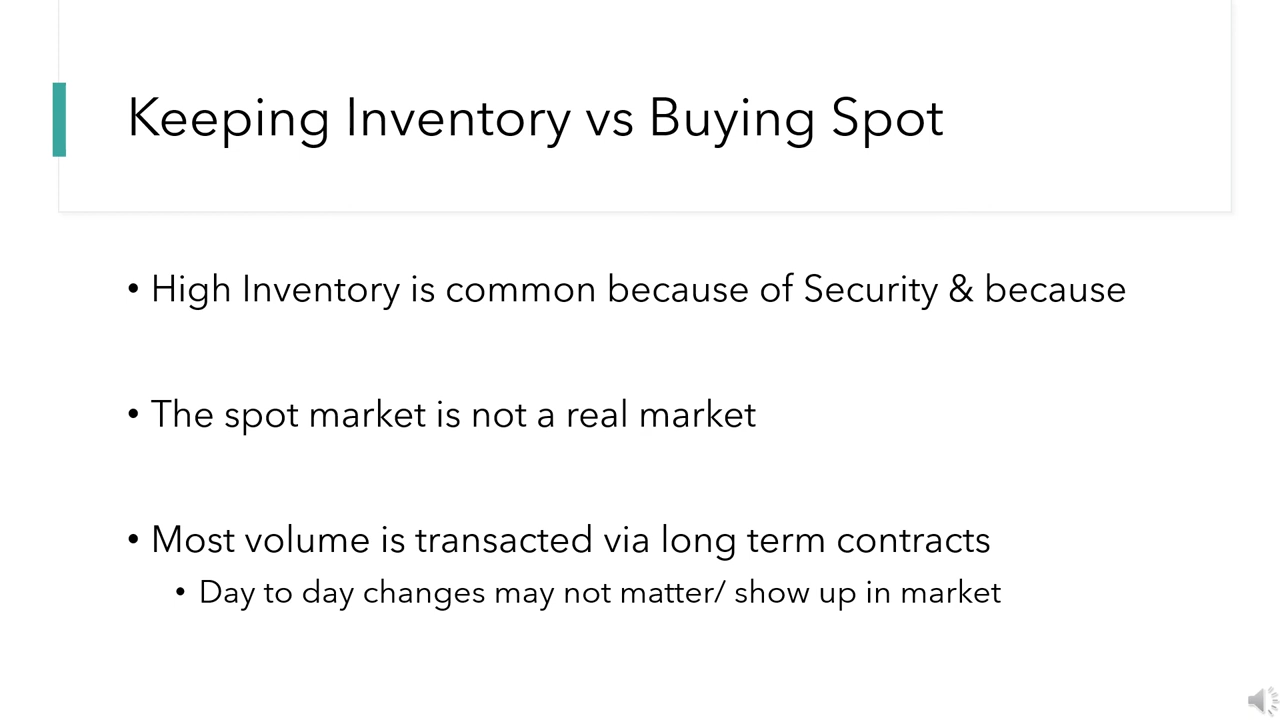 Keeping Inventory vs Buying Spot
• High Inventory is common because of Security & because
• The spot market is not a real market
• Most volume is transacted via long term contracts
• Day to day changes may not matter/ show up in market